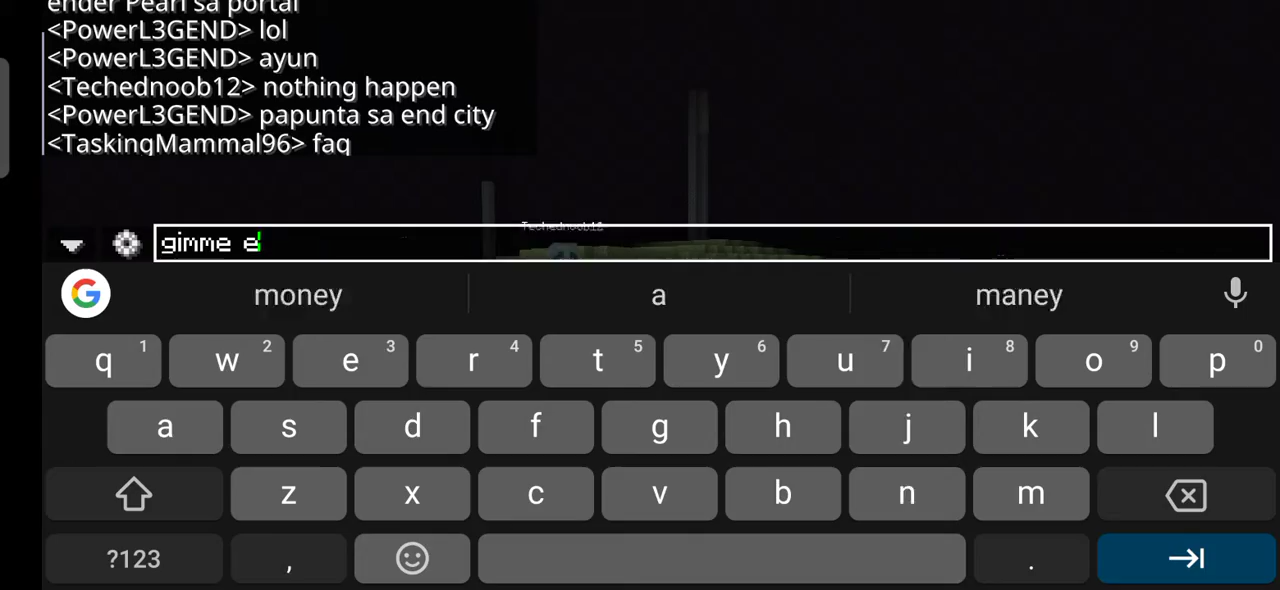 ender Pearl sa portal
<PowerL3GEND> lol
<PowerL3GEND> ayun
<Techednoob12> nothing happen
<PowerL3GEND> papunta sa end city
<TaskingMammal96> faq
Techednoob12
gimme e
G money a maney
q 1 w 2 e 3 r 4 t 5 y 6 u 7 i 8 o 9 p 0
a s d f g h j k l
z x c v b n m
?123 , .